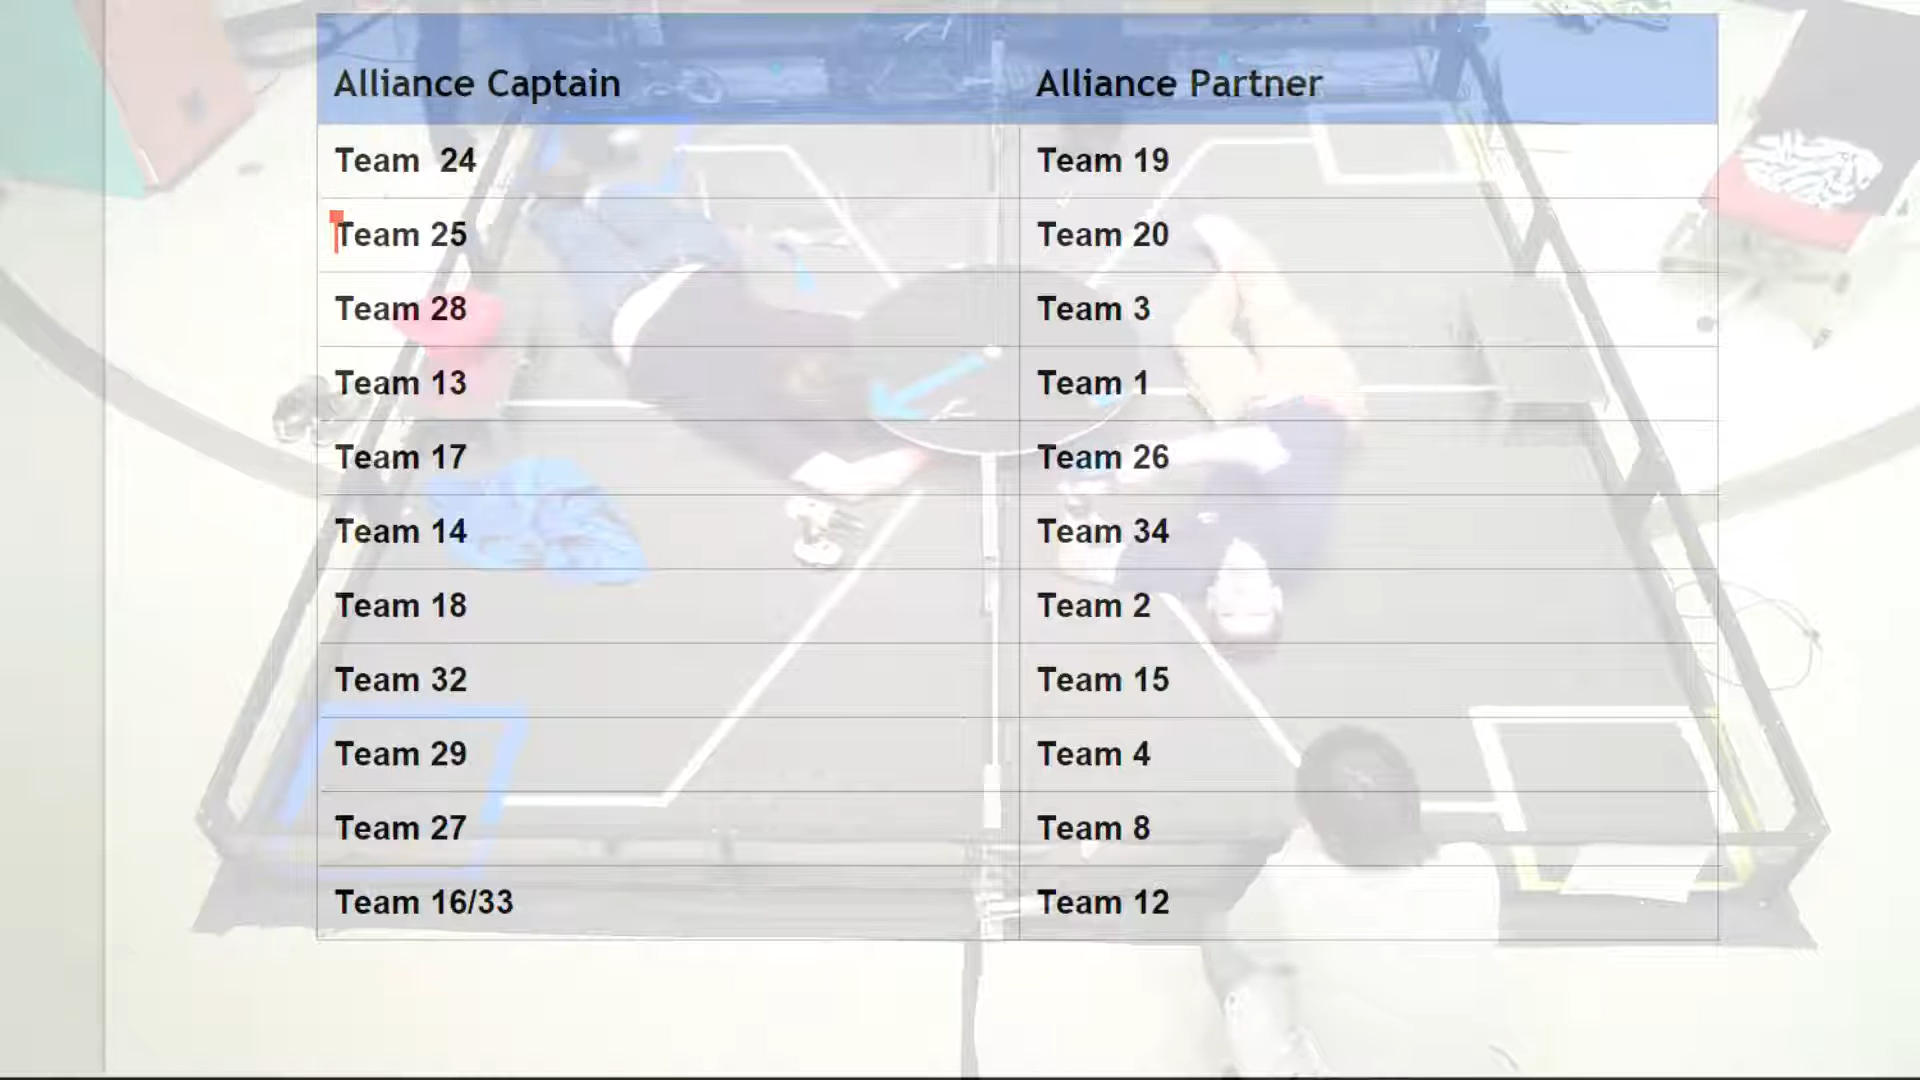 Alliance Captain Alliance Partner
Team 24 Team 19
Team 25 Team 20
Team 28 Team 3
Team 13 Team 1
Team 17 Team 26
Team 14 Team 34
Team 18 Team 2
Team 32 Team 15
Team 29 Team 4
Team 27 Team 8
Team 16/33 Team 12